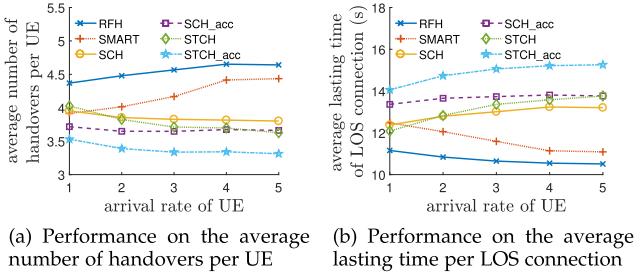 average number of
handovers per UE
5.5
5
4.5
4
3.5
3
RFH
SMART
SCH
SCH_acc
STCH
STCH_acc
1 2 3 4 5
arrival rate of UE
(a) Performance on the average
number of handovers per UE
average lasting time
of LOS connection (s)
18
16
14
12
10
RFH
SMART
SCH
SCH_acc
STCH
STCH_acc
1 2 3 4 5
arrival rate of UE
(b) Performance on the average
lasting time per LOS connection